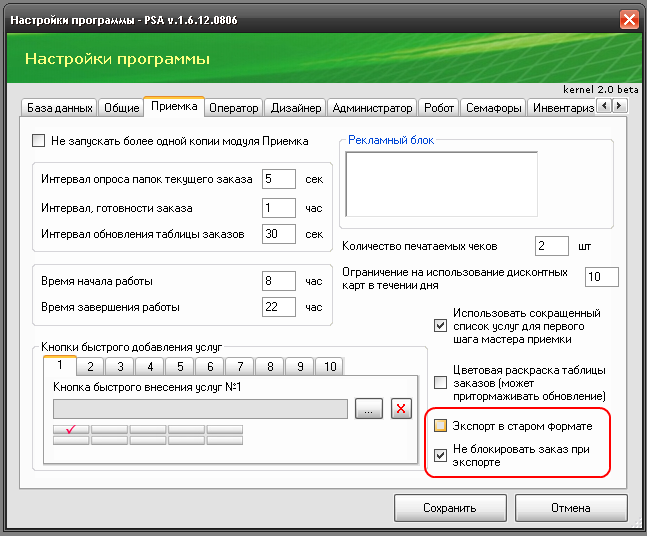 Настройки программы - PSA v.1.6.12.0806
Настройки программы
kernel 2.0 beta
База данных Общие Приемка Оператор Дизайнер Администратор Робот Семафоры Инвентариз
Не запускать более одной копии модуля Приемка
Интервал опроса папок текущего заказа 5 сек
Интервал, готовности заказа 1 час
Интервал обновления таблицы заказов 30 сек
Время начала работы 8 час
Время завершения работы 22 час
Рекламный блок
Количество печатаемых чеков 2 шт
Ограничение на использование дисконтных
карт в течении дня 10
Использовать сокращенный
список услуг для первого
шага мастера приемки
Цветовая раскраска таблицы
заказов (может
притормаживать обновление)
Экспорт в старом формате
Не блокировать заказ при
экспорте
Кнопки быстрого добавления услуг
1 2 3 4 5 6 7 8 9 10
Кнопка быстрого внесения услуг №1
...
Сохранить Отмена